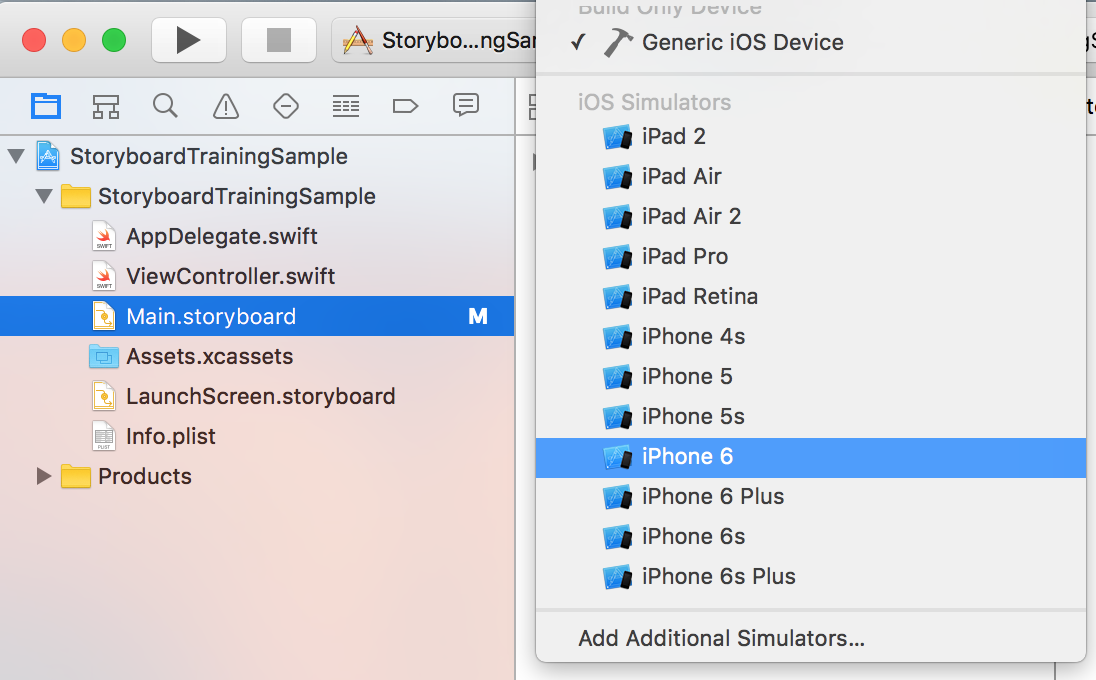 Storybo...ngSa
Build Only Device
✓ Generic iOS Device
iOS Simulators
iPad 2
iPad Air
iPad Air 2
iPad Pro
iPad Retina
iPhone 4s
iPhone 5
iPhone 5s
iPhone 6
iPhone 6 Plus
iPhone 6s
iPhone 6s Plus
Add Additional Simulators...
StoryboardTrainingSample
StoryboardTrainingSample
AppDelegate.swift
ViewController.swift
Main.storyboard M
Assets.xcassets
LaunchScreen.storyboard
Info.plist
Products
SWIFT
SWIFT
PLIST